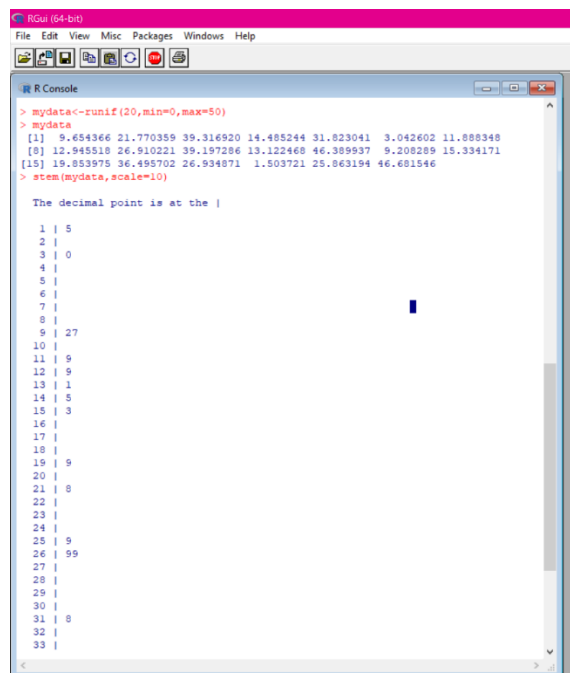 RGui (64-bit)
File Edit View Misc Packages Windows Help
STOP
R Console
> mydata<-runif(20,min=0,max=50)
> mydata
[1] 9.654366 21.770359 39.316920 14.485244 31.823041 3.042602 11.888348
[8] 12.945518 26.910221 39.197286 13.122468 46.389937 9.208289 15.334171
[15] 19.853975 36.495702 26.934871 1.503721 25.863194 46.681546
> stem(mydata,scale=10)
The decimal point is at the |
1 | 5
2 |
3 | 0
4 |
5 |
6 |
7 |
8 |
9 | 27
10 |
11 | 9
12 | 9
13 | 1
14 | 5
15 | 3
16 |
17 |
18 |
19 | 9
20 |
21 | 8
22 |
23 |
24 |
25 | 9
26 | 99
27 |
28 |
29 |
30 |
31 | 8
32 |
33 |